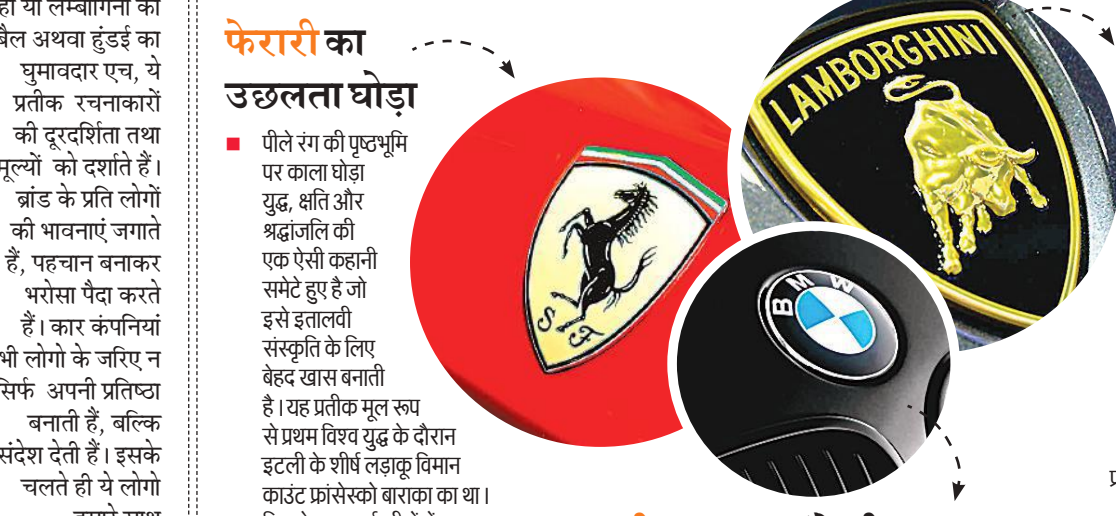 बैल अथवा हुंडई का
घुमावदार एच, ये
प्रतीक रचनाकारों
की दूरदर्शिता तथा
मूल्यों को दर्शाते हैं।
ब्रांड के प्रति लोगों
की भावनाएं जगाते
हैं, पहचान बनाकर
भरोसा पैदा करते
हैं। कार कंपनियां
भी लोगो के जरिए न
सिर्फ अपनी प्रतिष्ठा
बनाती हैं, बल्कि
संदेश देती हैं। इसके
चलते ही ये लोगो
फेरारी का
उछलता घोड़ा
■ पीले रंग की पृष्ठभूमि
पर काला घोड़ा
युद्ध, क्षति और
श्रद्धांजलि की
एक ऐसी कहानी
समेटे हुए है जो
इसे इतालवी
संस्कृति के लिए
बेहद खास बनाती
है। यह प्रतीक मूल रूप
से प्रथम विश्व युद्ध के दौरान
इटली के शीर्ष लड़ाकू विमान
काउंट फ्रांसेस्को बाराका का था।
S F
LAMBORGHINI
BMW